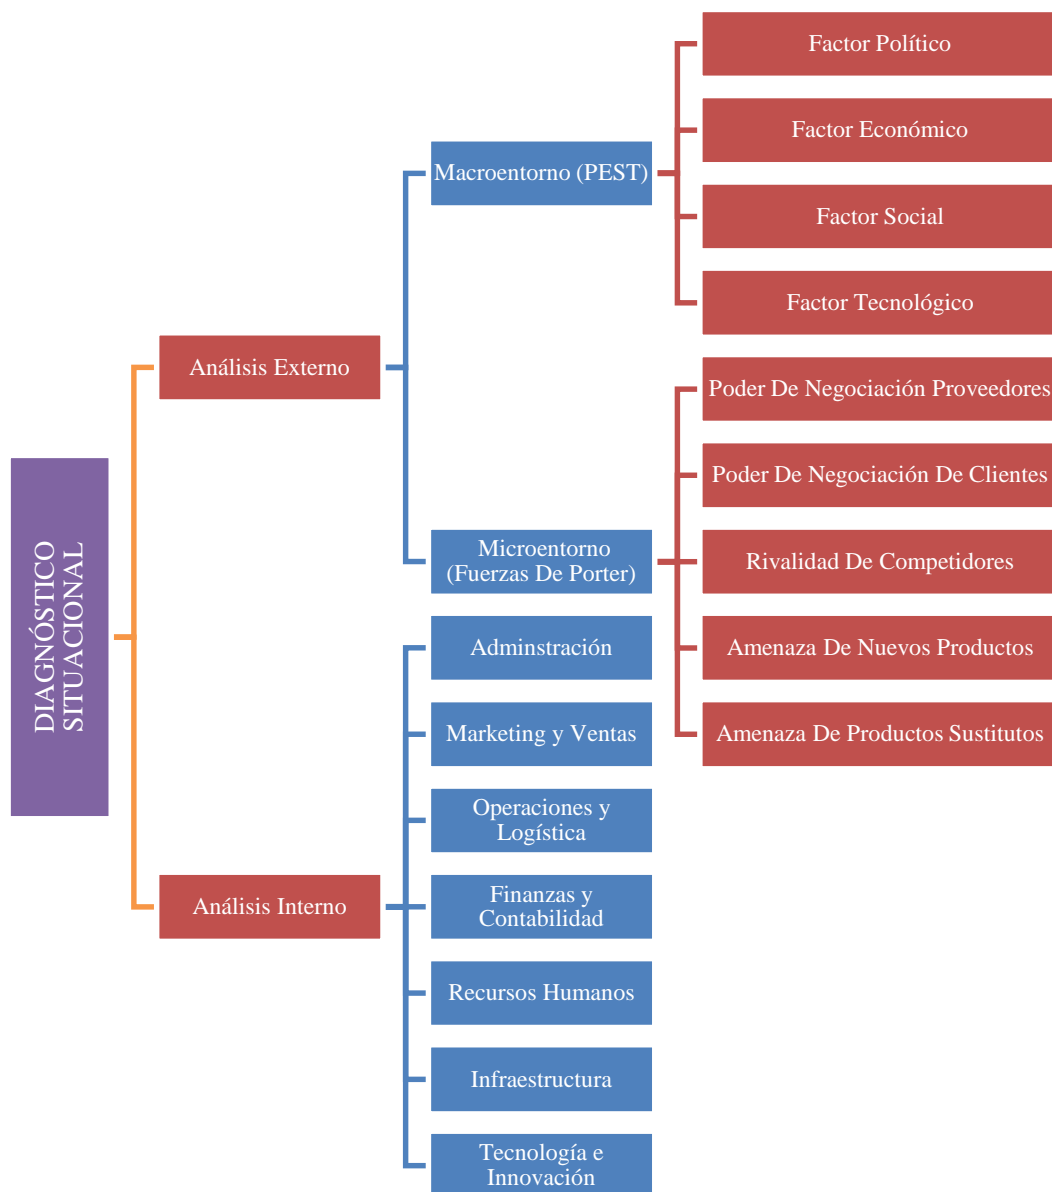 DIAGNÓSTICO
SITUACIONAL
Análisis Externo
Macroentorno (PEST)
Factor Político
Factor Económico
Factor Social
Factor Tecnológico
Microentorno
(Fuerzas De Porter)
Poder De Negociación Proveedores
Poder De Negociación De Clientes
Rivalidad De Competidores
Amenaza De Nuevos Productos
Amenaza De Productos Sustitutos
Análisis Interno
Adminstración
Marketing y Ventas
Operaciones y
Logística
Finanzas y
Contabilidad
Recursos Humanos
Infraestructura
Tecnología e
Innovación